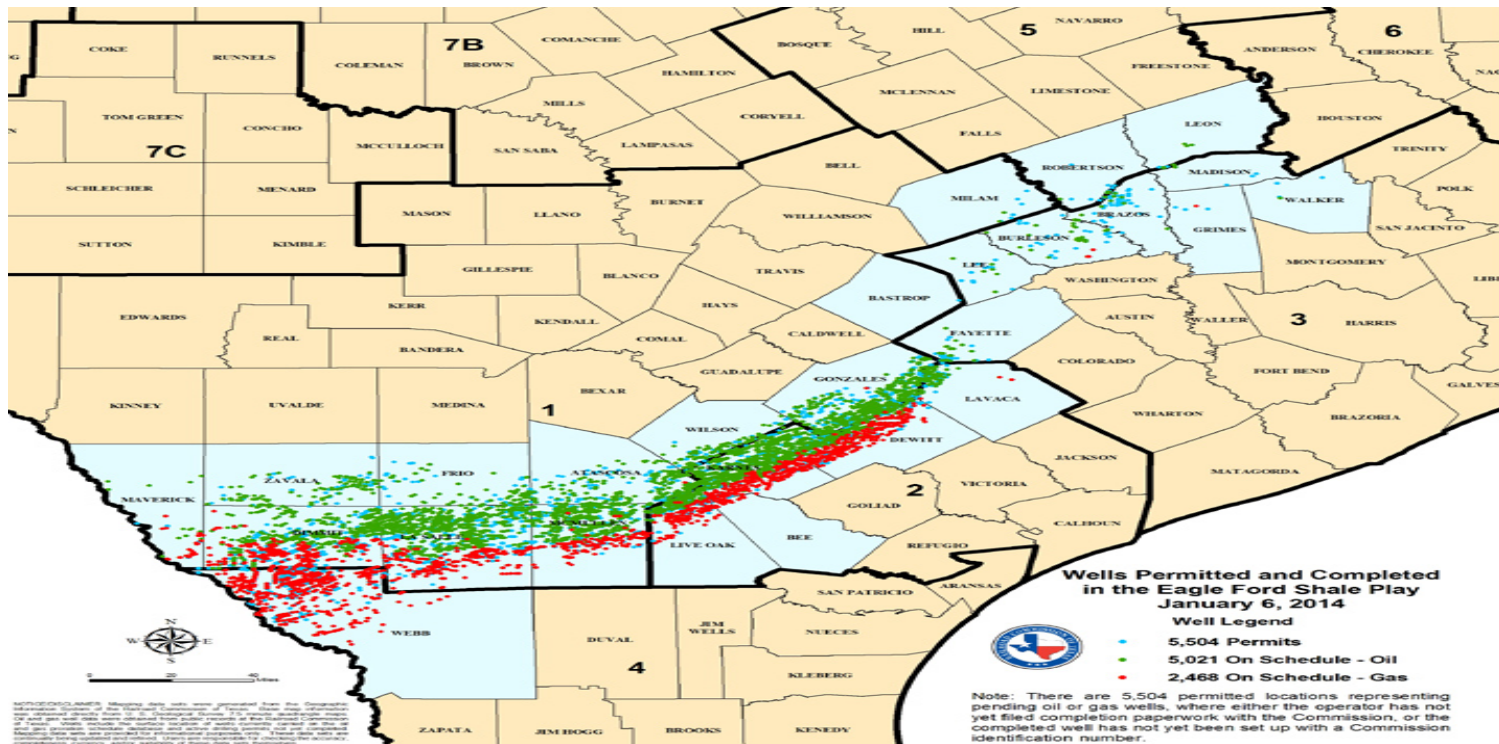 COKE
RUNNELS
COLEMAN
7B
BROWN
COMANCHE
HAMILTON
BOSQUE
HILL
5
NAVARRO
ANDERSON
6
CHEROKEE
FREESTONE
LIMESTONE
MCLENNAN
TOM GREEN
CONCHO
7C
MCCULLOCH
MILLS
SAN SABA
LAMPASAS
CORYELL
FALLS
BELL
LEON
HOUSTON
TRINITY
POLK
ROBERTSON
MADISON
WALKER
SAN JACINTO
SCHLEICHER
MENARD
MASON
LLANO
BURNET
WILLIAMSON
MILAM
BRAZOS
GRIMES
BURLESON
SUTTON
KIMBLE
GILLESPIE
BLANCO
TRAVIS
LEE
WASHINGTON
MONTGOMERY
BASTROP
EDWARDS
KERR
REAL
KENDALL
HAYS
BANDERA
COMAL
CALDWELL
FAYETTE
AUSTIN
WALLER
3
HARRIS
COLORADO
FORT BEND
KINNEY
UVALDE
MEDINA
BEXAR
1
GUADALUPE
GONZALES
LAVACA
WHARTON
BRAZORIA
WILSON
DEWITT
JACKSON
MATAGORDA
MAVERICK
ZAVALA
FRIO
ATASCOSA
KARNES
2
VICTORIA
GOLIAD
CALHOUN
DIMMIT
LA SALLE
MCMULLEN
LIVE OAK
BEE
REFUGIO
ARANSAS
SAN PATRICIO
WEBB
DUVAL
JIM
WELLS
NUECES
4
KLEBERG
ZAPATA
JIM HOGG
BROOKS
KENEDY
N
W
E
S
0 20 40
Miles
Wells Permitted and Completed
in the Eagle Ford Shale Play
January 6, 2014
Well Legend
5,504 Permits
5,021 On Schedule - Oil
2,468 On Schedule - Gas
Note: There are 5,504 permitted locations representing
pending oil or gas wells, where either the operator has not
yet filed completion paperwork with the Commission, or the
completed well has not yet been set up with a Commission
identification number.